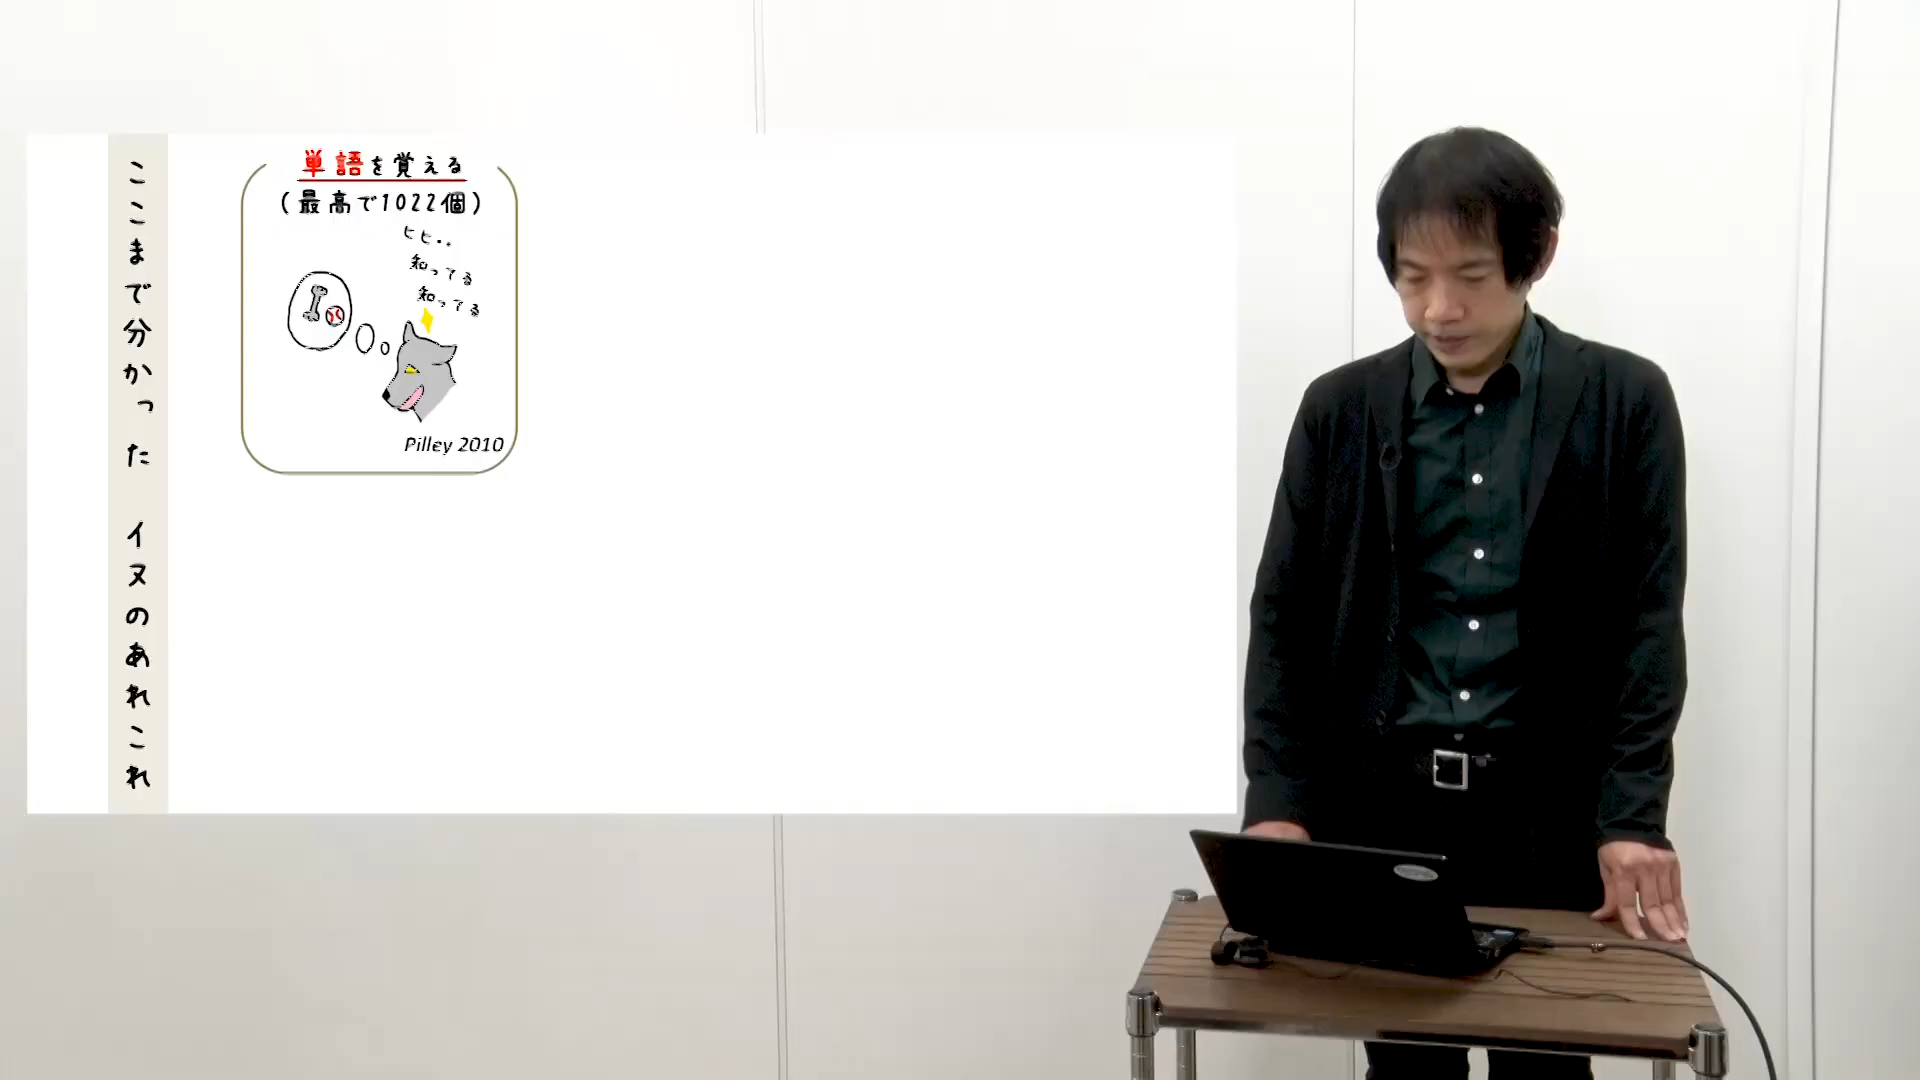 ここまで分かった イヌのあれこれ
単語を覚える
(最高で1022個)
ヒヒ・・
知ってる
知ってる
Pilley 2010